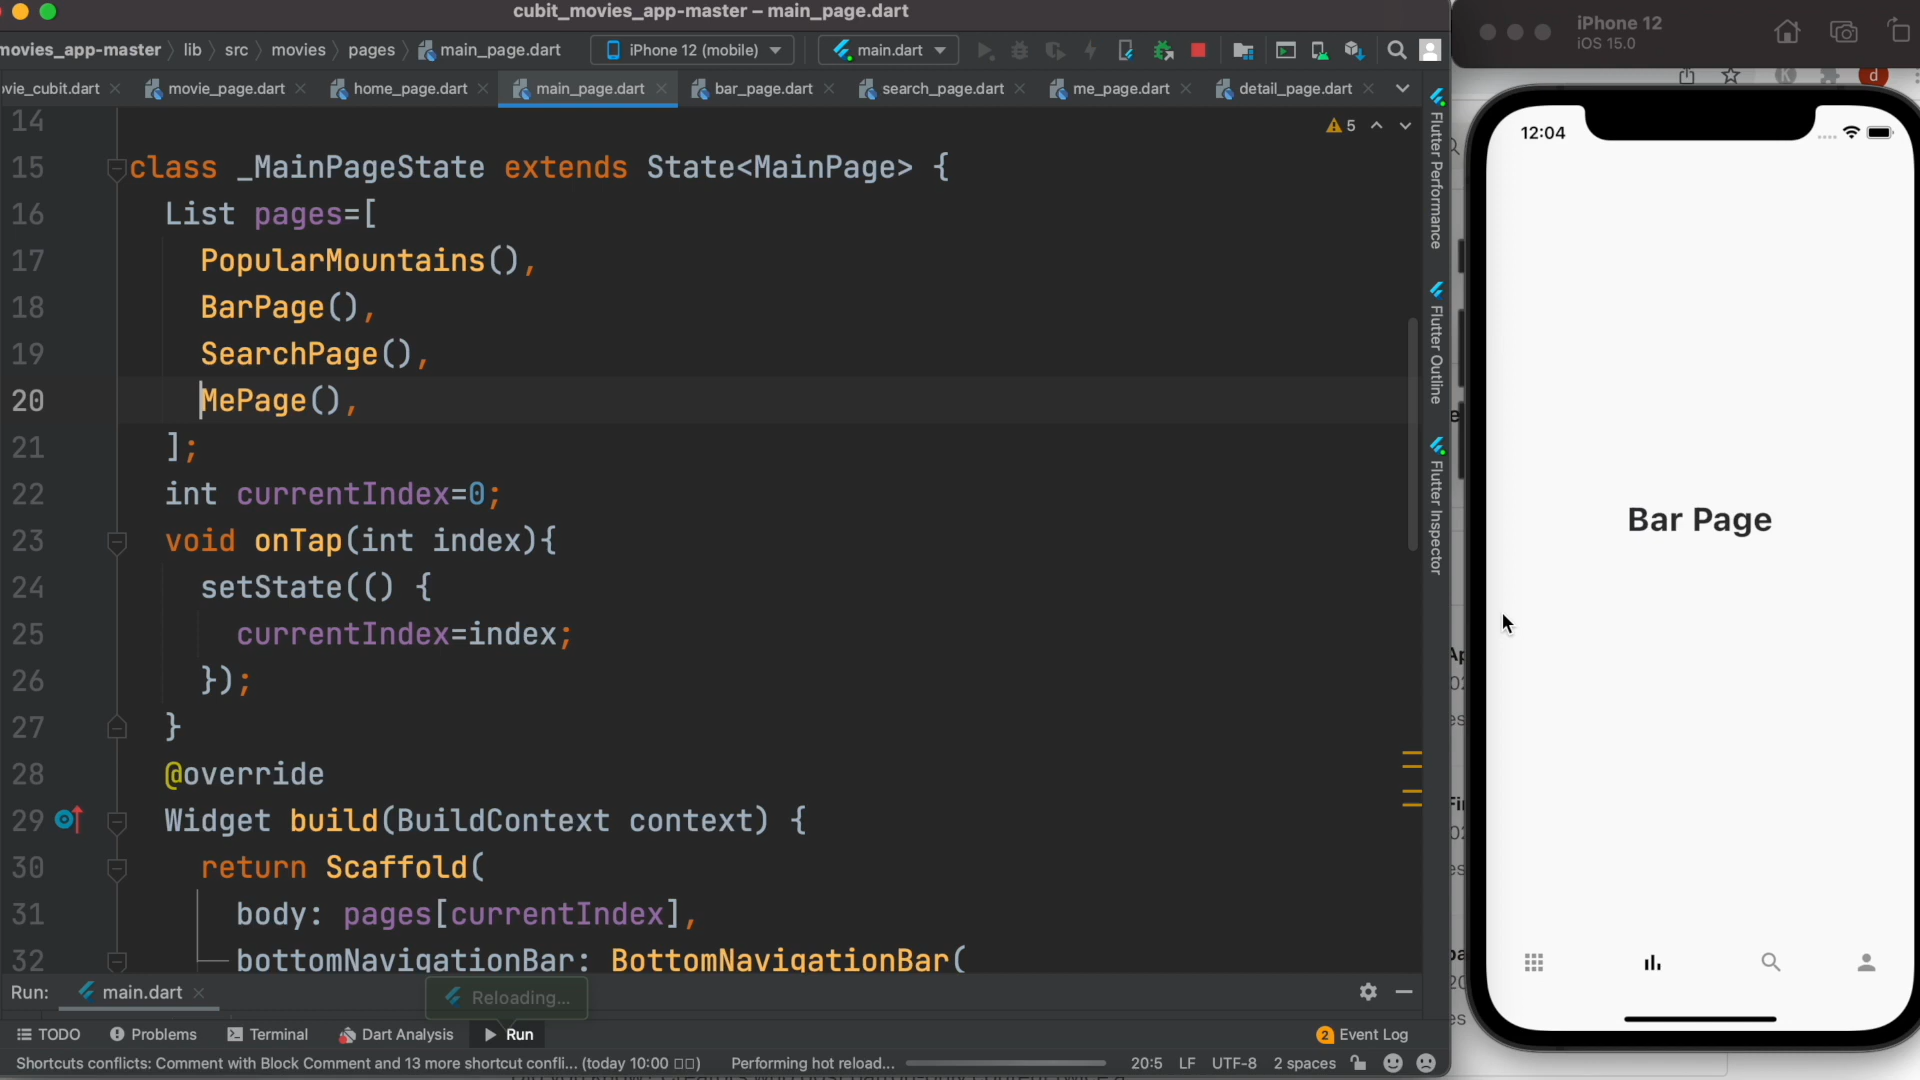 cubit_movies_app-master – main_page.dart
movies_app-master lib src movies pages main_page.dart iPhone 12 (mobile) main.dart
vie_cubit.dart movie_page.dart home_page.dart main_page.dart bar_page.dart search_page.dart me_page.dart detail_page.dart
5
14
15 class _MainPageState extends State<MainPage> {
16 List pages=[
17 PopularMountains(),
18 BarPage(),
19 SearchPage(),
20 MePage(),
21 ];
22 int currentIndex=0;
23 void onTap(int index){
24 setState(() {
25 currentIndex=index;
26 });
27 }
28 @override
29 Widget build(BuildContext context) {
30 return Scaffold(
31 body: pages[currentIndex],
32 bottomNavigationBar: BottomNavigationBar(
Flutter Performance
Flutter Outline
Flutter Inspector
Run: main.dart
Reloading...
TODO Problems Terminal Dart Analysis Run 2 Event Log
Shortcuts conflicts: Comment with Block Comment and 13 more shortcut confli... (today 10:00 Performing hot reload... 20:5 LF UTF-8 2 spaces
iPhone 12
iOS 15.0
K d
12:04
Bar Page